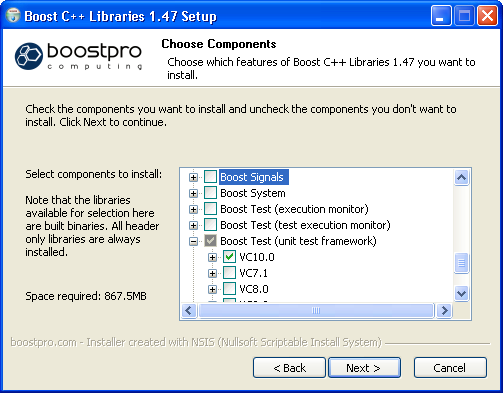 Boost C++ Libraries 1.47 Setup
boostpro
computing
Choose Components
Choose which features of Boost C++ Libraries 1.47 you want to
install.
Check the components you want to install and uncheck the components you don't want to
install. Click Next to continue.
Select components to install:
Note that the libraries
available for selection here
are built binaries. All header
only libraries are always
installed.
Space required: 867.5MB
Boost Signals
Boost System
Boost Test (execution monitor)
Boost Test (test execution monitor)
Boost Test (unit test framework)
VC10.0
VC7.1
VC8.0
boostpro.com - Installer created with NSIS (Nullsoft Scriptable Install System)
< Back
Next >
Cancel